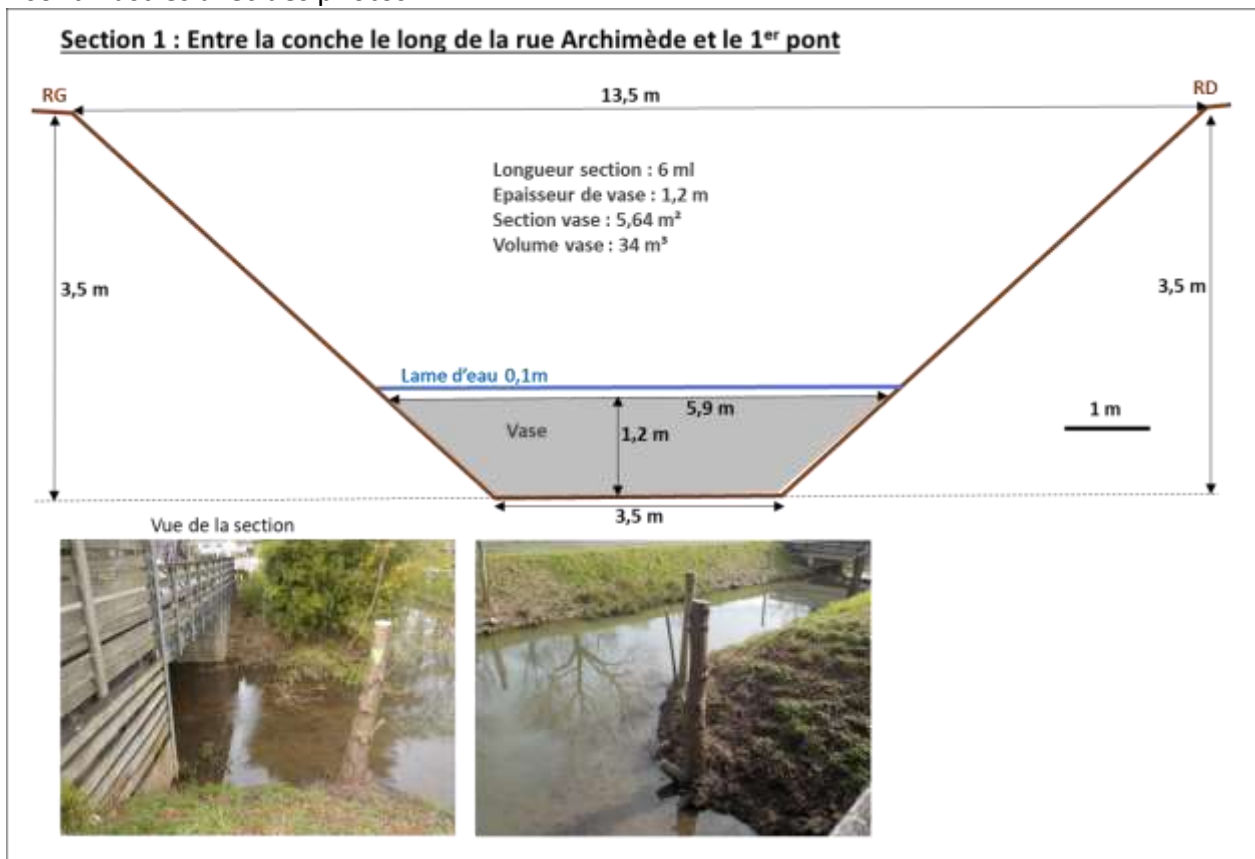 Section 1 : Entre la conche le long de la rue Archimède et le 1er pont
RG
13,5 m
RD
Longueur section : 6 ml
Epaisseur de vase : 1,2 m
Section vase : 5,64 m²
Volume vase : 34 m³
3,5 m
3,5 m
Lame d'eau 0,1m
5,9 m
1 m
Vase
1,2 m
3,5 m
Vue de la section